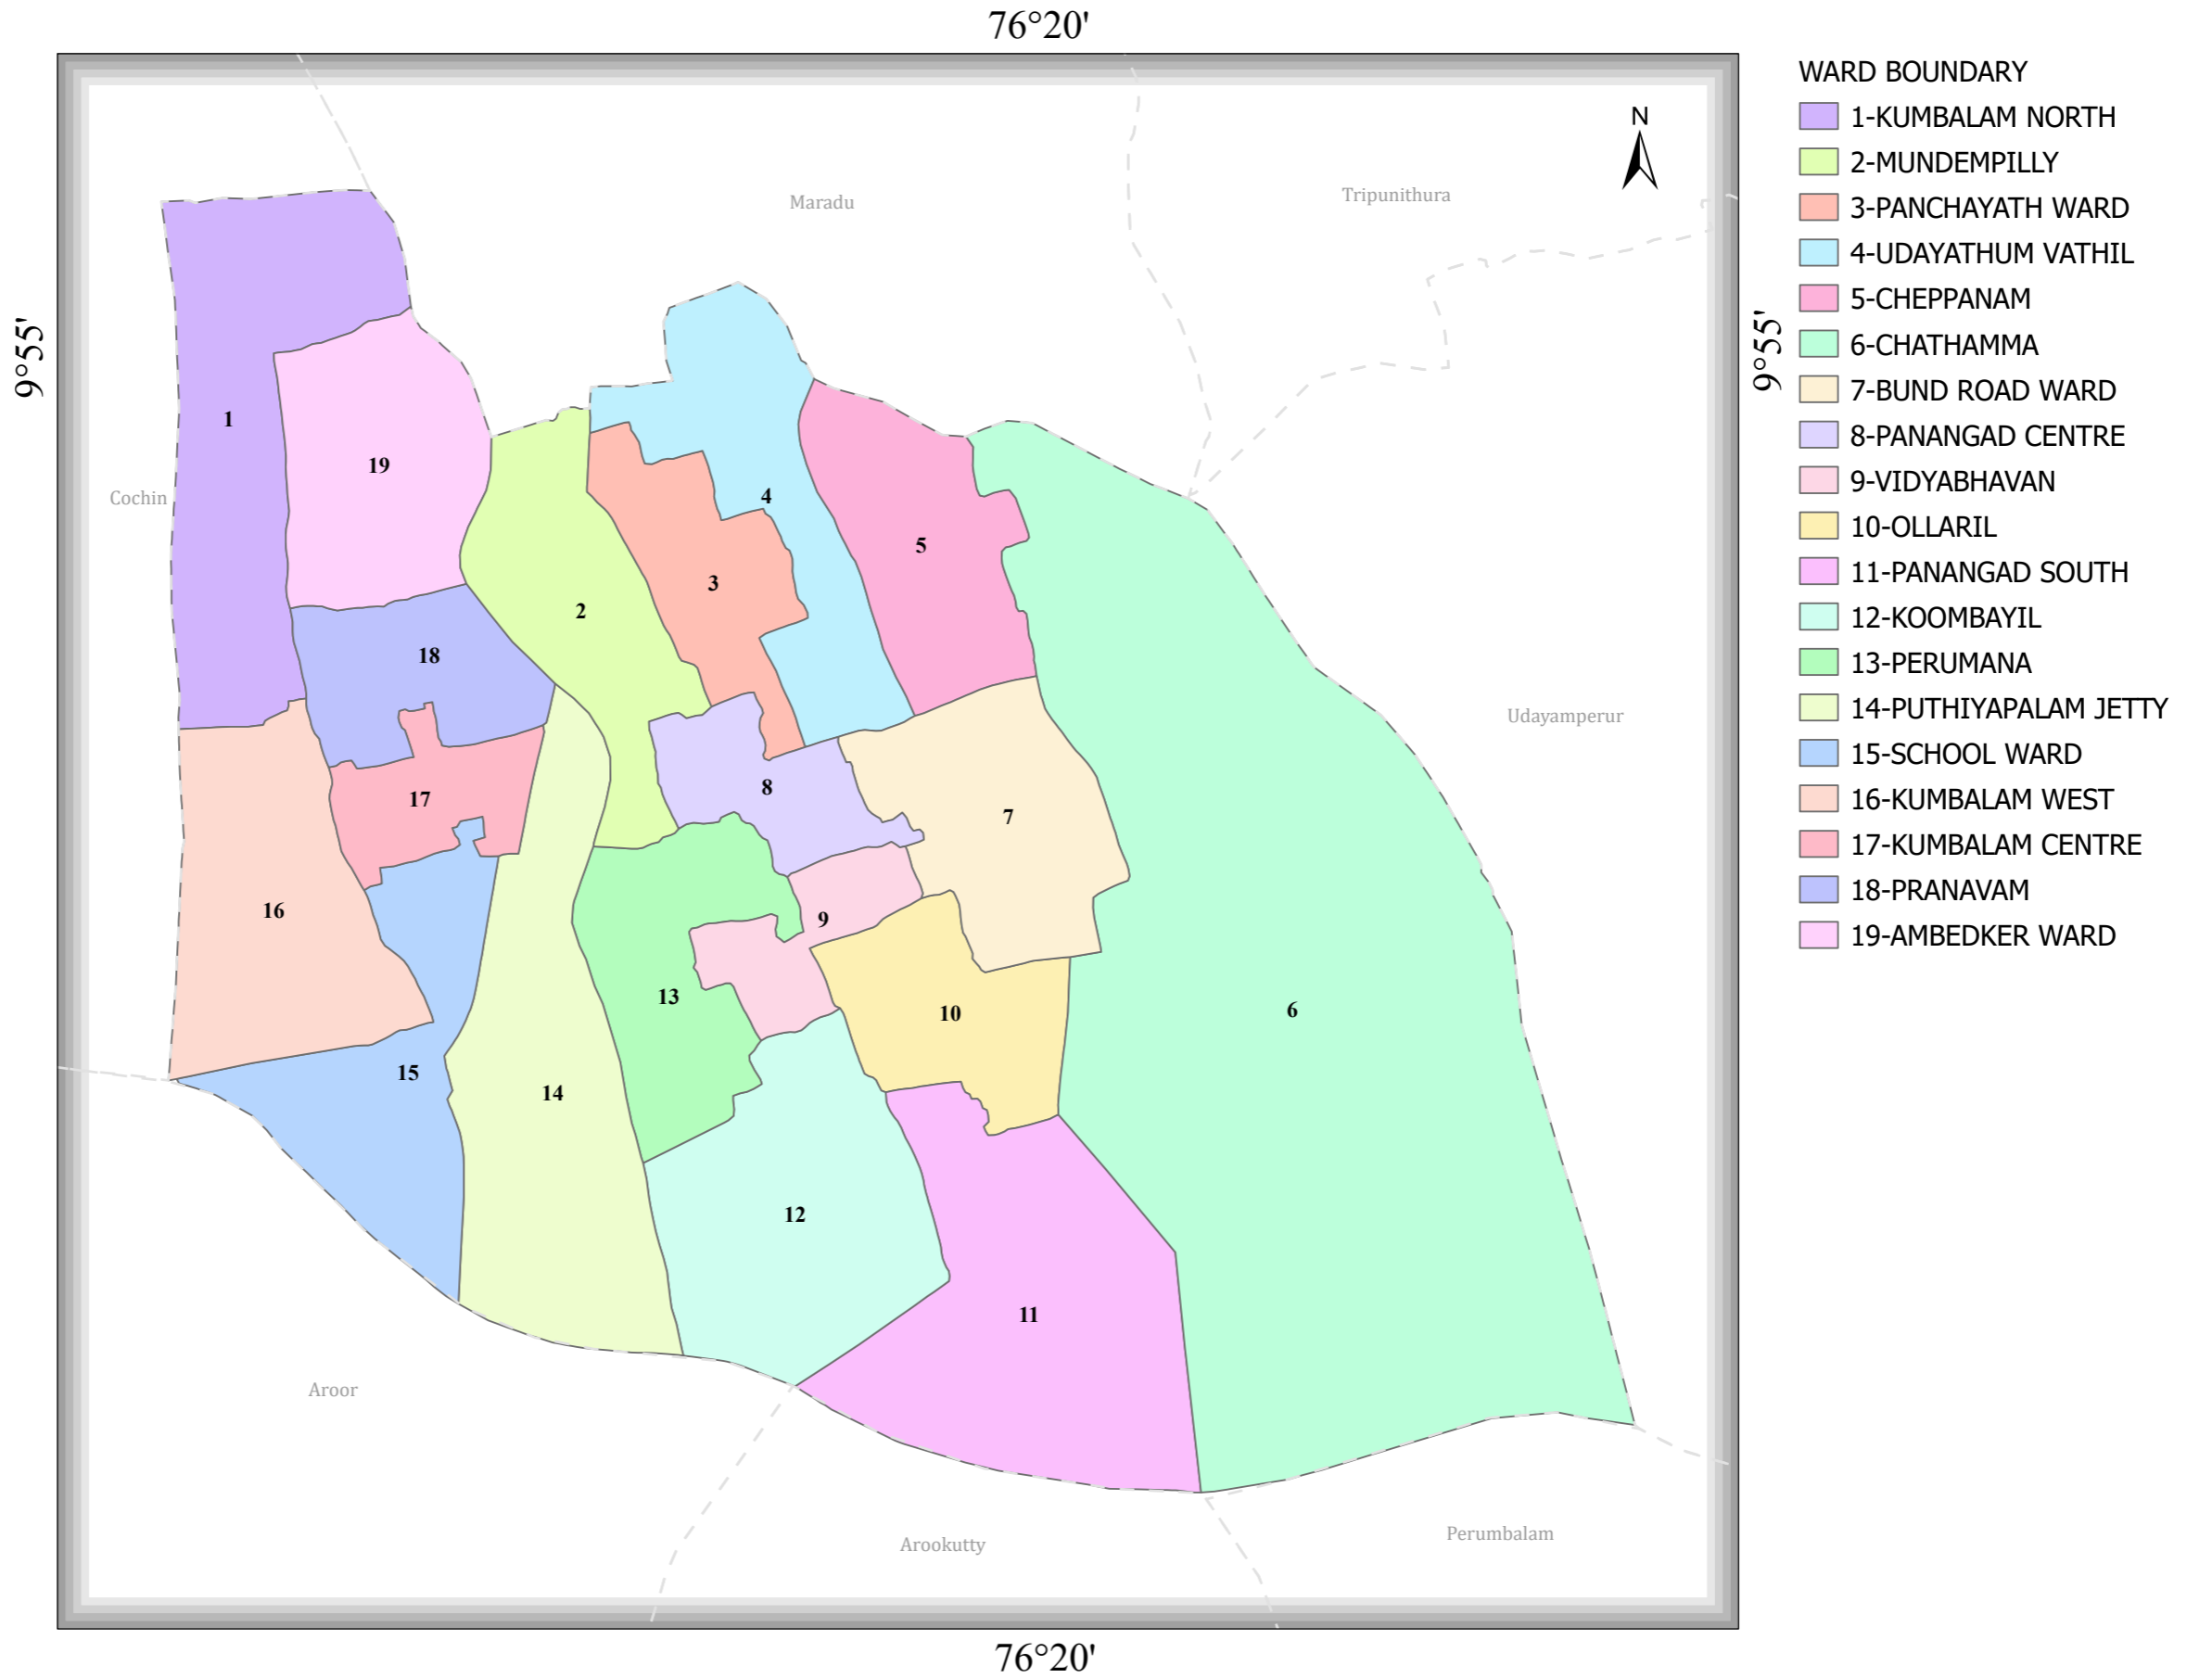 76°20'
WARD BOUNDARY
1-KUMBALAM NORTH
2-MUNDEMPILLY
3-PANCHAYATH WARD
4-UDAYATHUM VATHIL
5-CHEPPANAM
6-CHATHAMMA
7-BUND ROAD WARD
8-PANANGAD CENTRE
9-VIDYABHAVAN
10-OLLARIL
11-PANANGAD SOUTH
12-KOOMBAYIL
13-PERUMANA
14-PUTHIYAPALAM JETTY
15-SCHOOL WARD
16-KUMBALAM WEST
17-KUMBALAM CENTRE
18-PRANAVAM
19-AMBEDKER WARD
N
Maradu
Tripunithura
9°55'
9°55'
1
19
Cochin
4
5
3
2
18
Udayamperur
8
17
7
16
9
13
6
10
15
14
12
11
Aroor
Arookutty
Perumbalam
76°20'